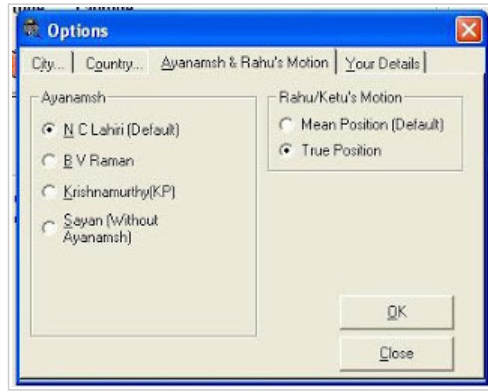 Options
City... Country... Ayanamsh & Rahu's Motion Your Details
Ayanamsh
N C Lahiri (Default)
B V Raman
Krishnamurthy(KP)
Sayan (Without
Ayanamsh)
Rahu/Ketu's Motion
Mean Position (Default)
True Position
OK
Close